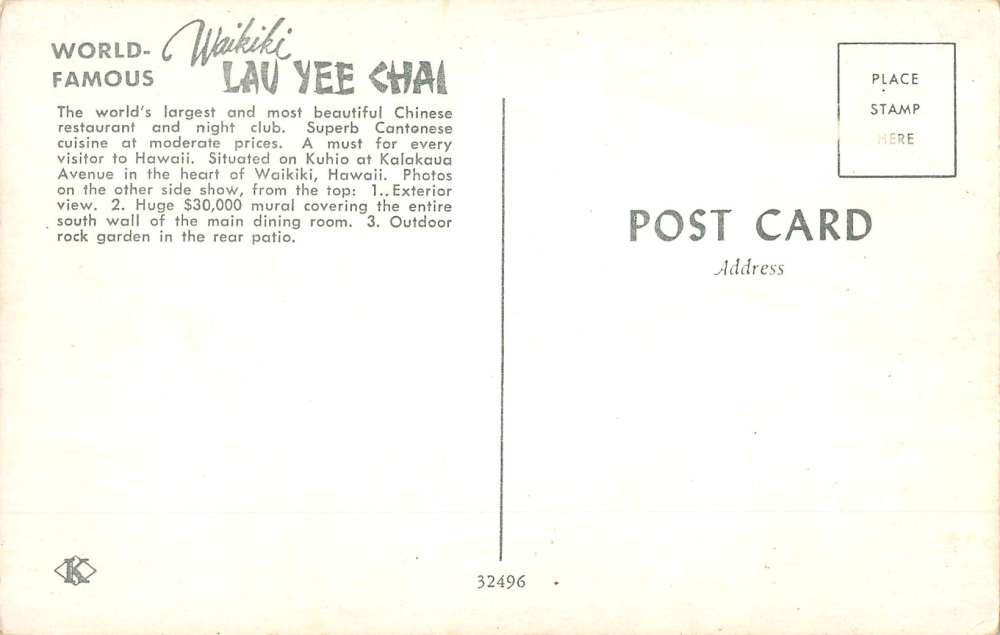 WORLD-
FAMOUS
Waikiki
LAU YEE CHAI
The world's largest and most beautiful Chinese
restaurant and night club. Superb Cantonese
cuisine at moderate prices. A must for every
visitor to Hawaii. Situated on Kuhio at Kalakaua
Avenue in the heart of Waikiki, Hawaii. Photos
on the other side show, from the top: 1.. Exterior
view. 2. Huge $30,000 mural covering the entire
south wall of the main dining room. 3. Outdoor
rock garden in the rear patio.
PLACE
STAMP
HERE
POST CARD
Address
K
32496